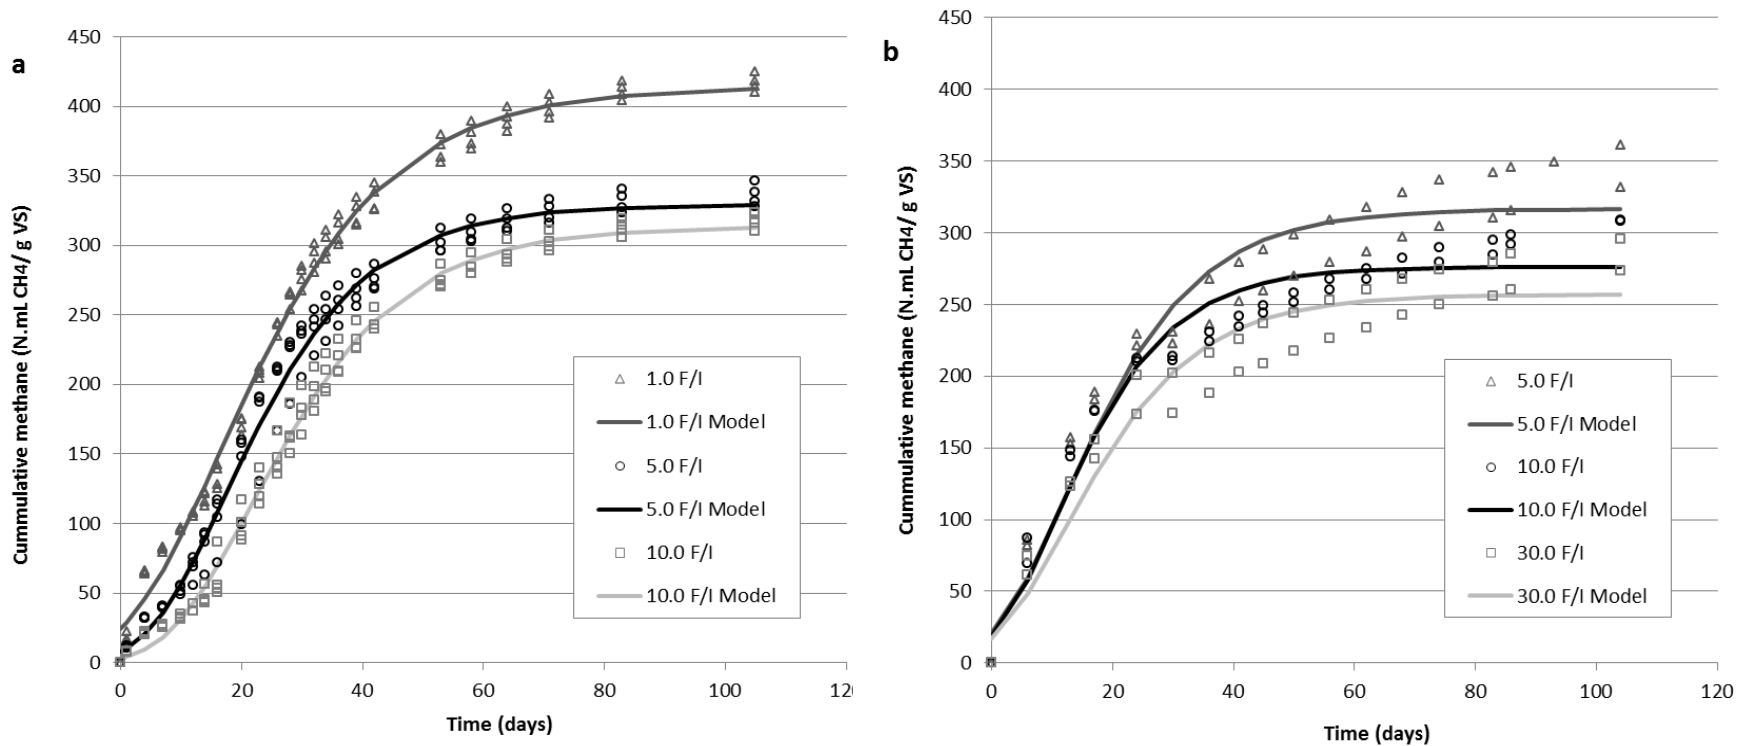 a
Cummulative methane (N.mL CH4/ g VS)
450
400
350
300
250
200
150
100
50
0
0 20 40 60 80 100 12
Time (days)
1.0 F/I
1.0 F/I Model
5.0 F/I
5.0 F/I Model
10.0 F/I
10.0 F/I Model
b
Cummulative methane (N.mL CH4/ g VS)
450
400
350
300
250
200
150
100
50
0
0 20 40 60 80 100 120
Time (days)
5.0 F/I
5.0 F/I Model
10.0 F/I
10.0 F/I Model
30.0 F/I
30.0 F/I Model